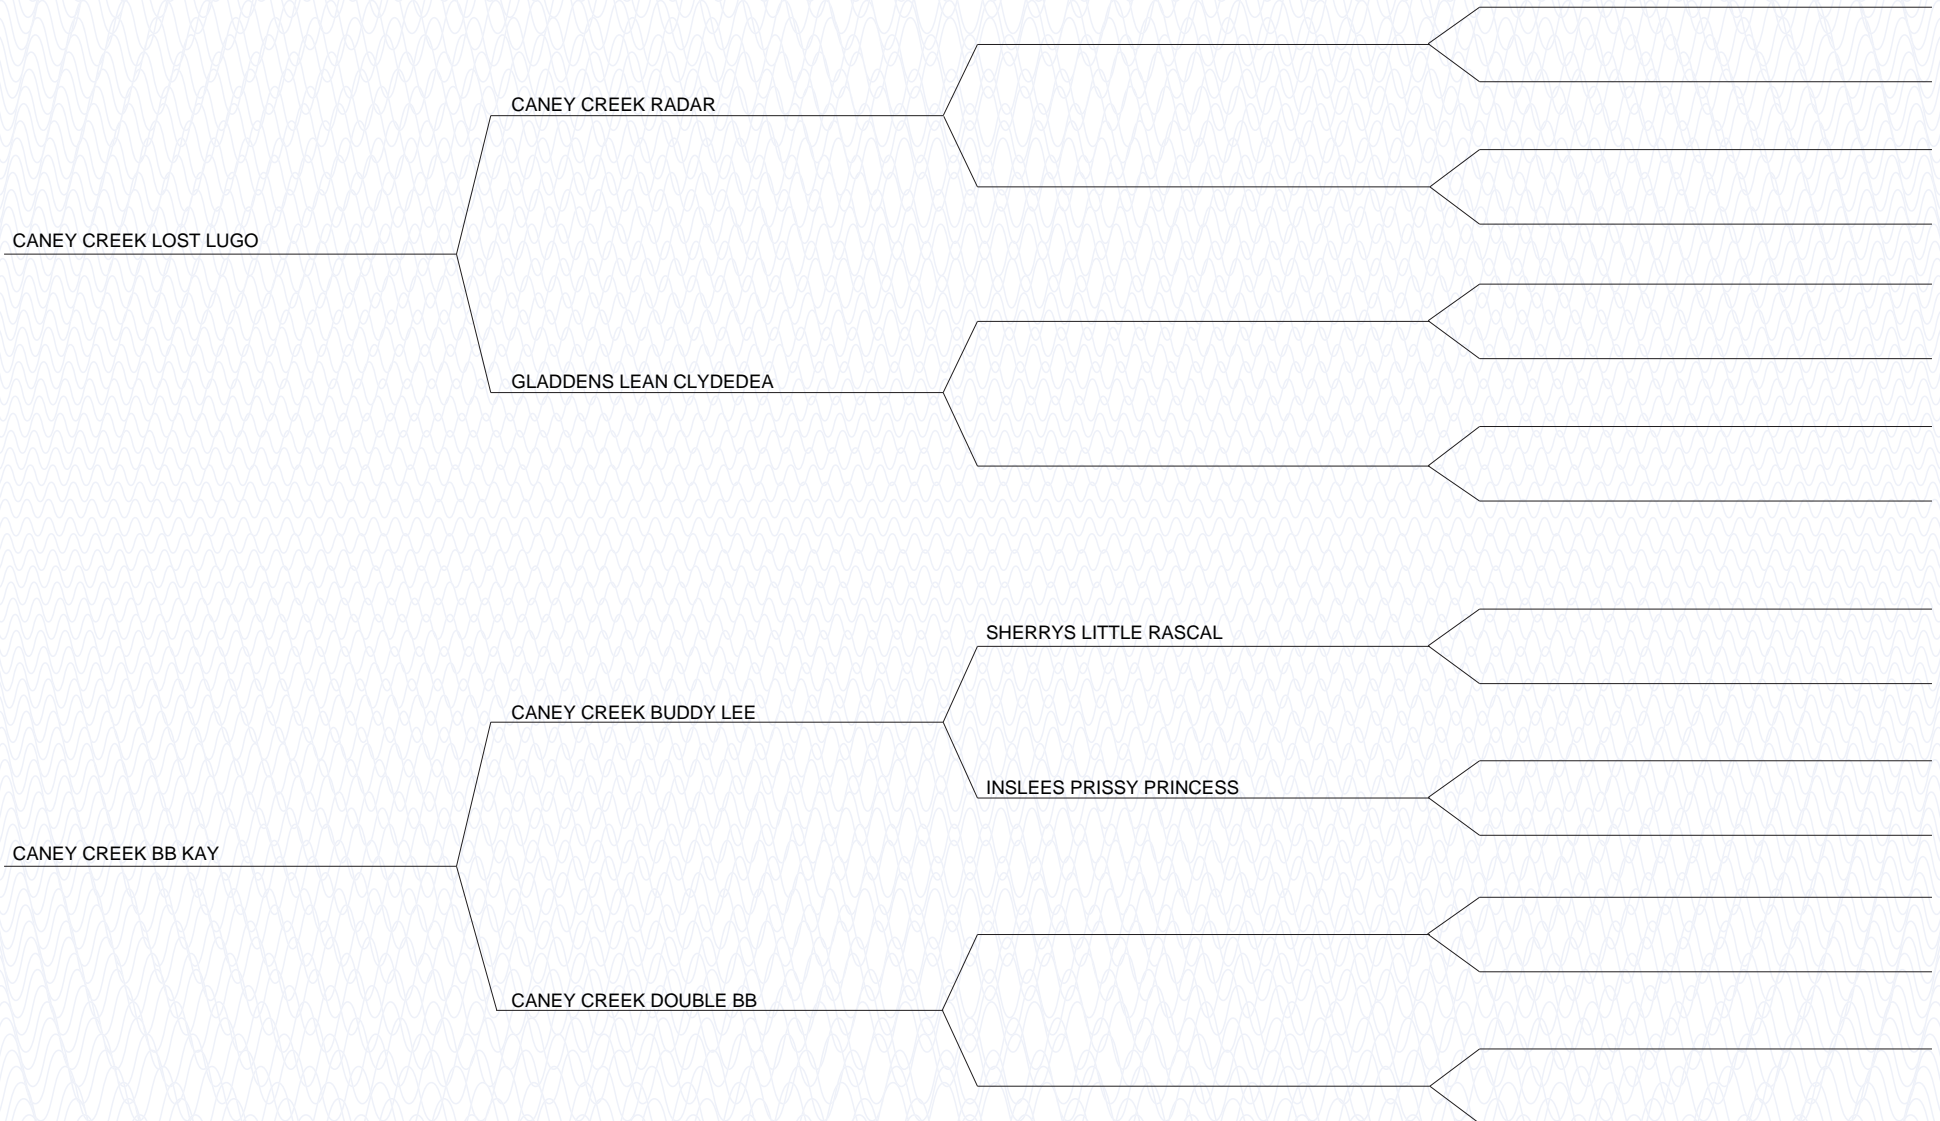 CANEY CREEK RADAR
CANEY CREEK LOST LUGO
GLADDENS LEAN CLYDEDEA
SHERRYS LITTLE RASCAL
CANEY CREEK BUDDY LEE
INSLEES PRISSY PRINCESS
CANEY CREEK BB KAY
CANEY CREEK DOUBLE BB